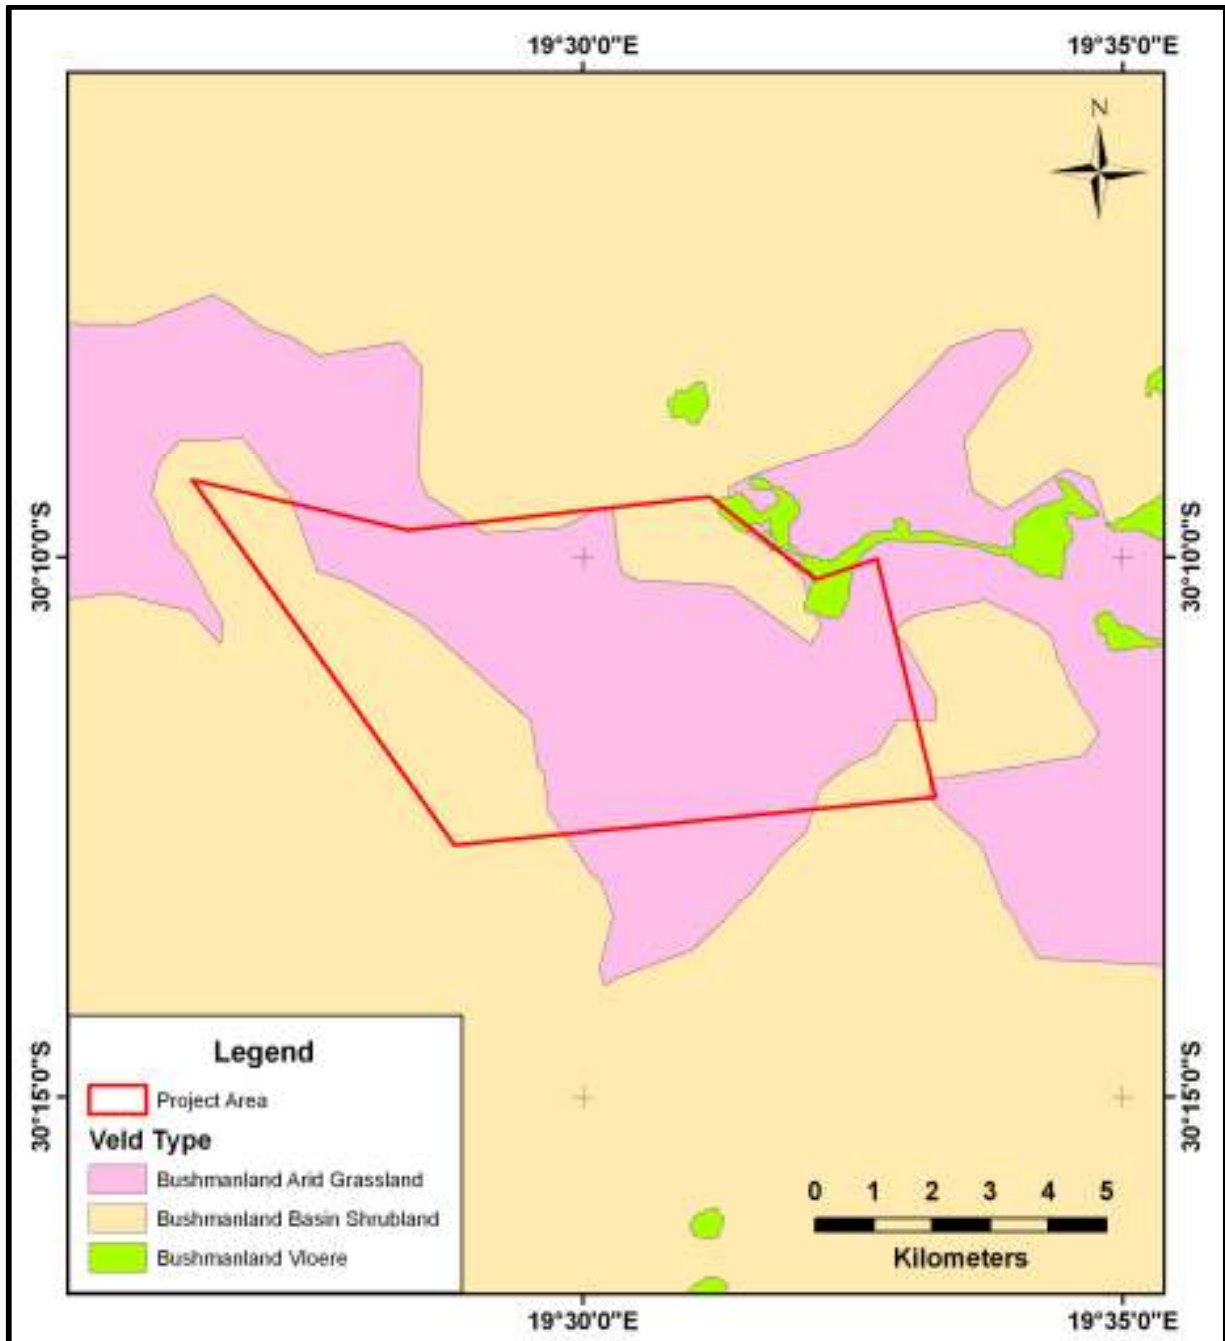 19°30'0"E 19°35'0"E
N
30°10'0"S 30°10'0"S
30°15'0"S 30°15'0"S
Legend
Project Area
Veld Type
Bushmanland Arid Grassland
Bushmanland Basin Shrubland
Bushmanland Vloere
0 1 2 3 4 5
Kilometers
19°30'0"E 19°35'0"E